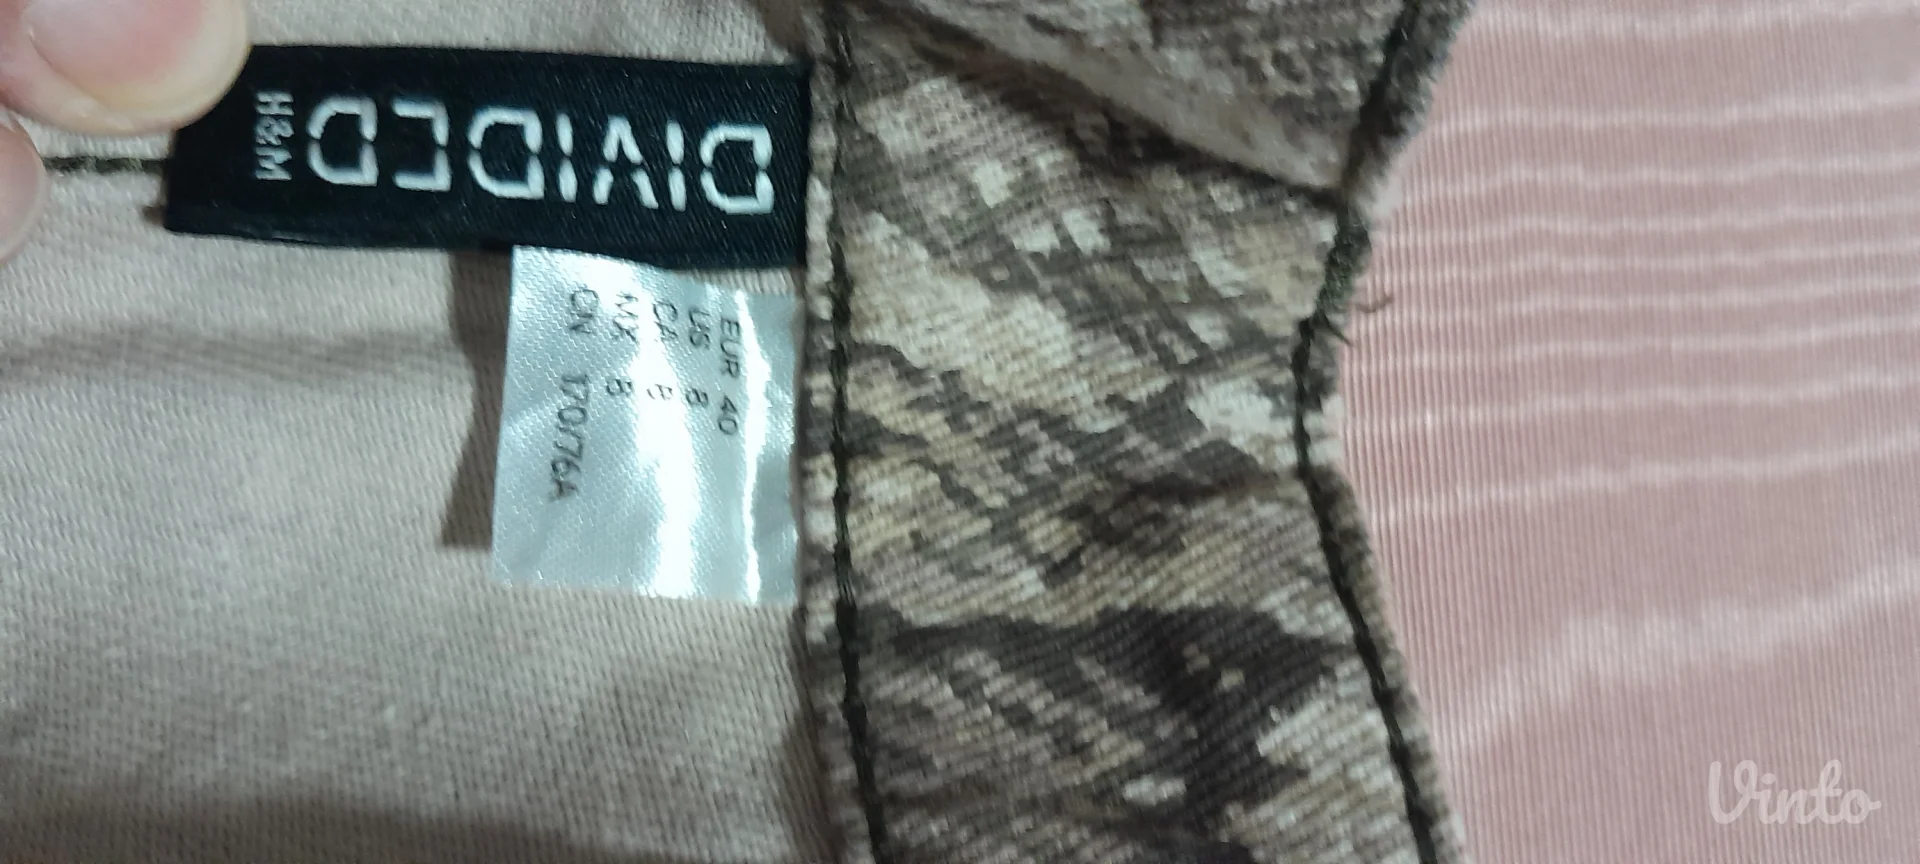 DIVIDED
H&M
EUR 40
US 8
CA 8
MX 8
CN 170/76A
Vinto